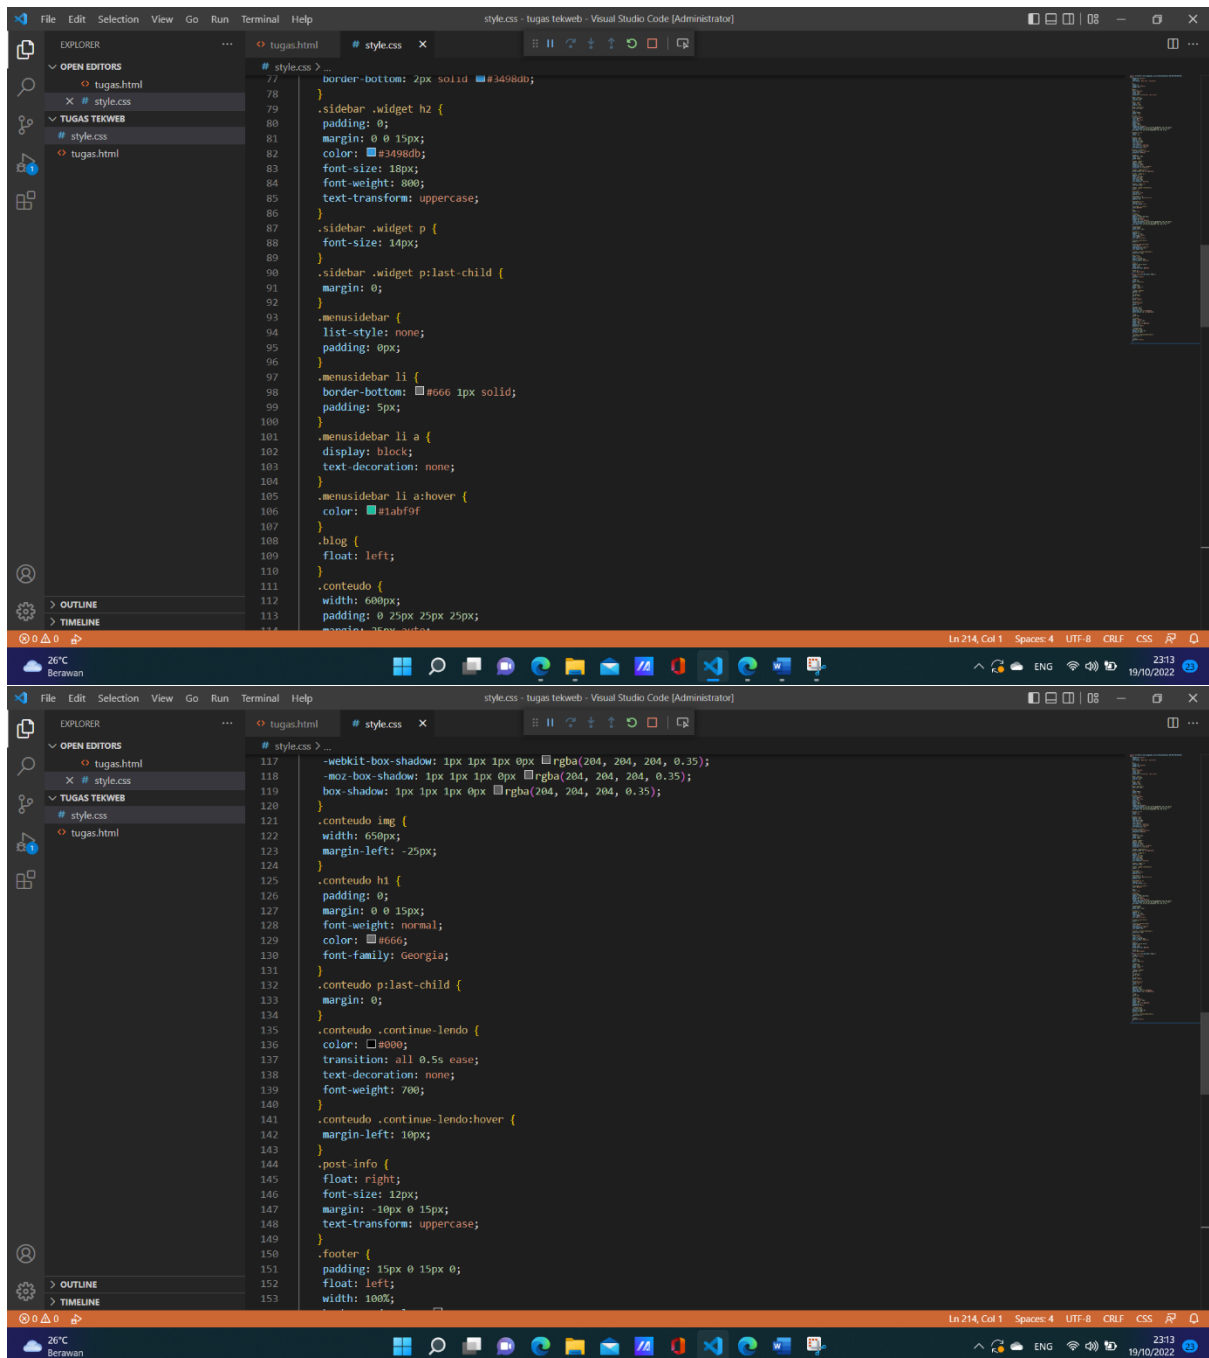 File Edit Selection View Go Run Terminal Help
style.css - tugas tekweb - Visual Studio Code [Administrator]
EXPLORER
tugas.html
# style.css
OPEN EDITORS
# style.css > ...
tugas.html
# style.css
TUGAS TEKWEB
# style.css
tugas.html
77 border-bottom: 2px solid #3498db;
78 }
79 .sidebar .widget h2 {
80 padding: 0;
81 margin: 0 0 15px;
82 color: #3498db;
83 font-size: 18px;
84 font-weight: 800;
85 text-transform: uppercase;
86 }
87 .sidebar .widget p {
88 font-size: 14px;
89 }
90 .sidebar .widget p:last-child {
91 margin: 0;
92 }
93 .menusidebar {
94 list-style: none;
95 padding: 0px;
96 }
97 .menusidebar li {
98 border-bottom: #666 1px solid;
99 padding: 5px;
100 }
101 .menusidebar li a {
102 display: block;
103 text-decoration: none;
104 }
105 .menusidebar li a:hover {
106 color: #1abf9f
107 }
108 .blog {
109 float: left;
110 }
111 .conteudo {
112 width: 600px;
113 padding: 0 25px 25px 25px;
114 margin: 25px auto;
OUTLINE
TIMELINE
0 0
Ln 214, Col 1 Spaces: 4 UTF-8 CRLF CSS
26°C
Berawan
ENG
23:13
19/10/2022
23
File Edit Selection View Go Run Terminal Help
style.css - tugas tekweb - Visual Studio Code [Administrator]
EXPLORER
tugas.html
# style.css
OPEN EDITORS
# style.css > ...
tugas.html
# style.css
TUGAS TEKWEB
# style.css
tugas.html
117 -webkit-box-shadow: 1px 1px 1px 0px rgba(204, 204, 204, 0.35);
118 -moz-box-shadow: 1px 1px 1px 0px rgba(204, 204, 204, 0.35);
119 box-shadow: 1px 1px 1px 0px rgba(204, 204, 204, 0.35);
120 }
121 .conteudo img {
122 width: 650px;
123 margin-left: -25px;
124 }
125 .conteudo h1 {
126 padding: 0;
127 margin: 0 0 15px;
128 font-weight: normal;
129 color: #666;
130 font-family: Georgia;
131 }
132 .conteudo p:last-child {
133 margin: 0;
134 }
135 .conteudo .continue-lendo {
136 color: #000;
137 transition: all 0.5s ease;
138 text-decoration: none;
139 font-weight: 700;
140 }
141 .conteudo .continue-lendo:hover {
142 margin-left: 10px;
143 }
144 .post-info {
145 float: right;
146 font-size: 12px;
147 margin: -10px 0 15px;
148 text-transform: uppercase;
149 }
150 .footer {
151 padding: 15px 0 15px 0;
152 float: left;
153 width: 100%;
OUTLINE
TIMELINE
0 0
Ln 214, Col 1 Spaces: 4 UTF-8 CRLF CSS
26°C
Berawan
ENG
23:13
19/10/2022
23